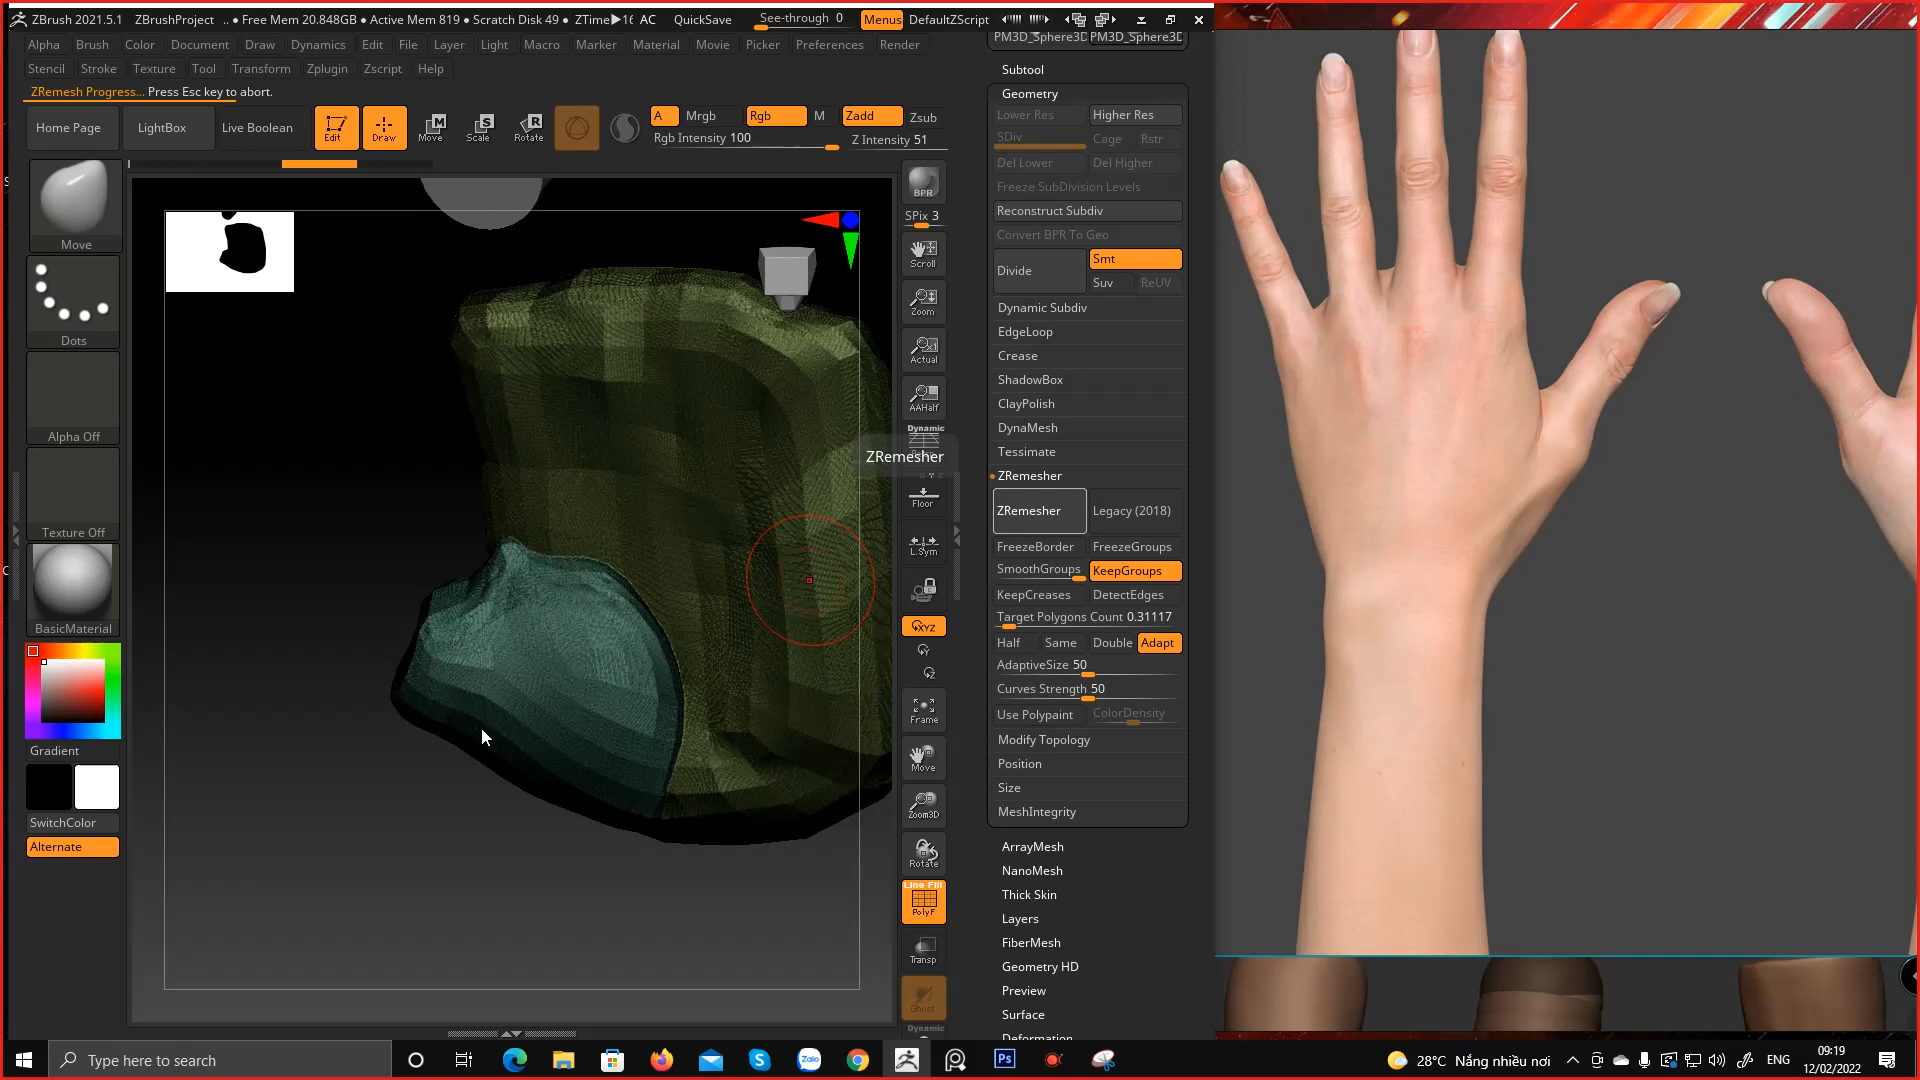 ZBrush 2021.5.1 ZBrushProject .. ● Free Mem 20.848GB ● Active Mem 819 ● Scratch Disk 49 ● ZTime▶16 AC QuickSave See-through 0 Menus DefaultZScript
Alpha Brush Color Document Draw Dynamics Edit File Layer Light Macro Marker Material Movie Picker Preferences Render
Stencil Stroke Texture Tool Transform Zplugin Zscript Help
ZRemesh Progress... Press Esc key to abort.
Home Page LightBox Live Boolean Edit Draw Move Scale Rotate
A Mrgb Rgb M Zadd Zsub
Rgb Intensity 100 Z Intensity 51
Move
Dots
Alpha Off
Texture Off
BasicMaterial
Gradient
SwitchColor
Alternate
BPR
SPix 3
Scroll
Zoom
Actual
AAHalf
Dynamic
ZRemesher
Floor
L.Sym
XYZ
Y
Z
Frame
Move
Zoom3D
Rotate
Line Fill
PolyF
Transp
Ghost
Dynamic
PM3D_Sphere3D PM3D_Sphere3D
Subtool
Geometry
Lower Res Higher Res
SDiv Cage Rstr
Del Lower Del Higher
Freeze SubDivision Levels
Reconstruct Subdiv
Convert BPR To Geo
Divide Smt
Suv ReUV
Dynamic Subdiv
EdgeLoop
Crease
ShadowBox
ClayPolish
DynaMesh
Tessimate
ZRemesher
ZRemesher Legacy (2018)
FreezeBorder FreezeGroups
SmoothGroups KeepGroups
KeepCreases DetectEdges
Target Polygons Count 0.31117
Half Same Double Adapt
AdaptiveSize 50
Curves Strength 50
Use Polypaint ColorDensity
Modify Topology
Position
Size
MeshIntegrity
ArrayMesh
NanoMesh
Thick Skin
Layers
FiberMesh
Geometry HD
Preview
Surface
Deformation
Type here to search
Zalo
Ps
28°C Nắng nhiều nơi
ENG
09:19
12/02/2022